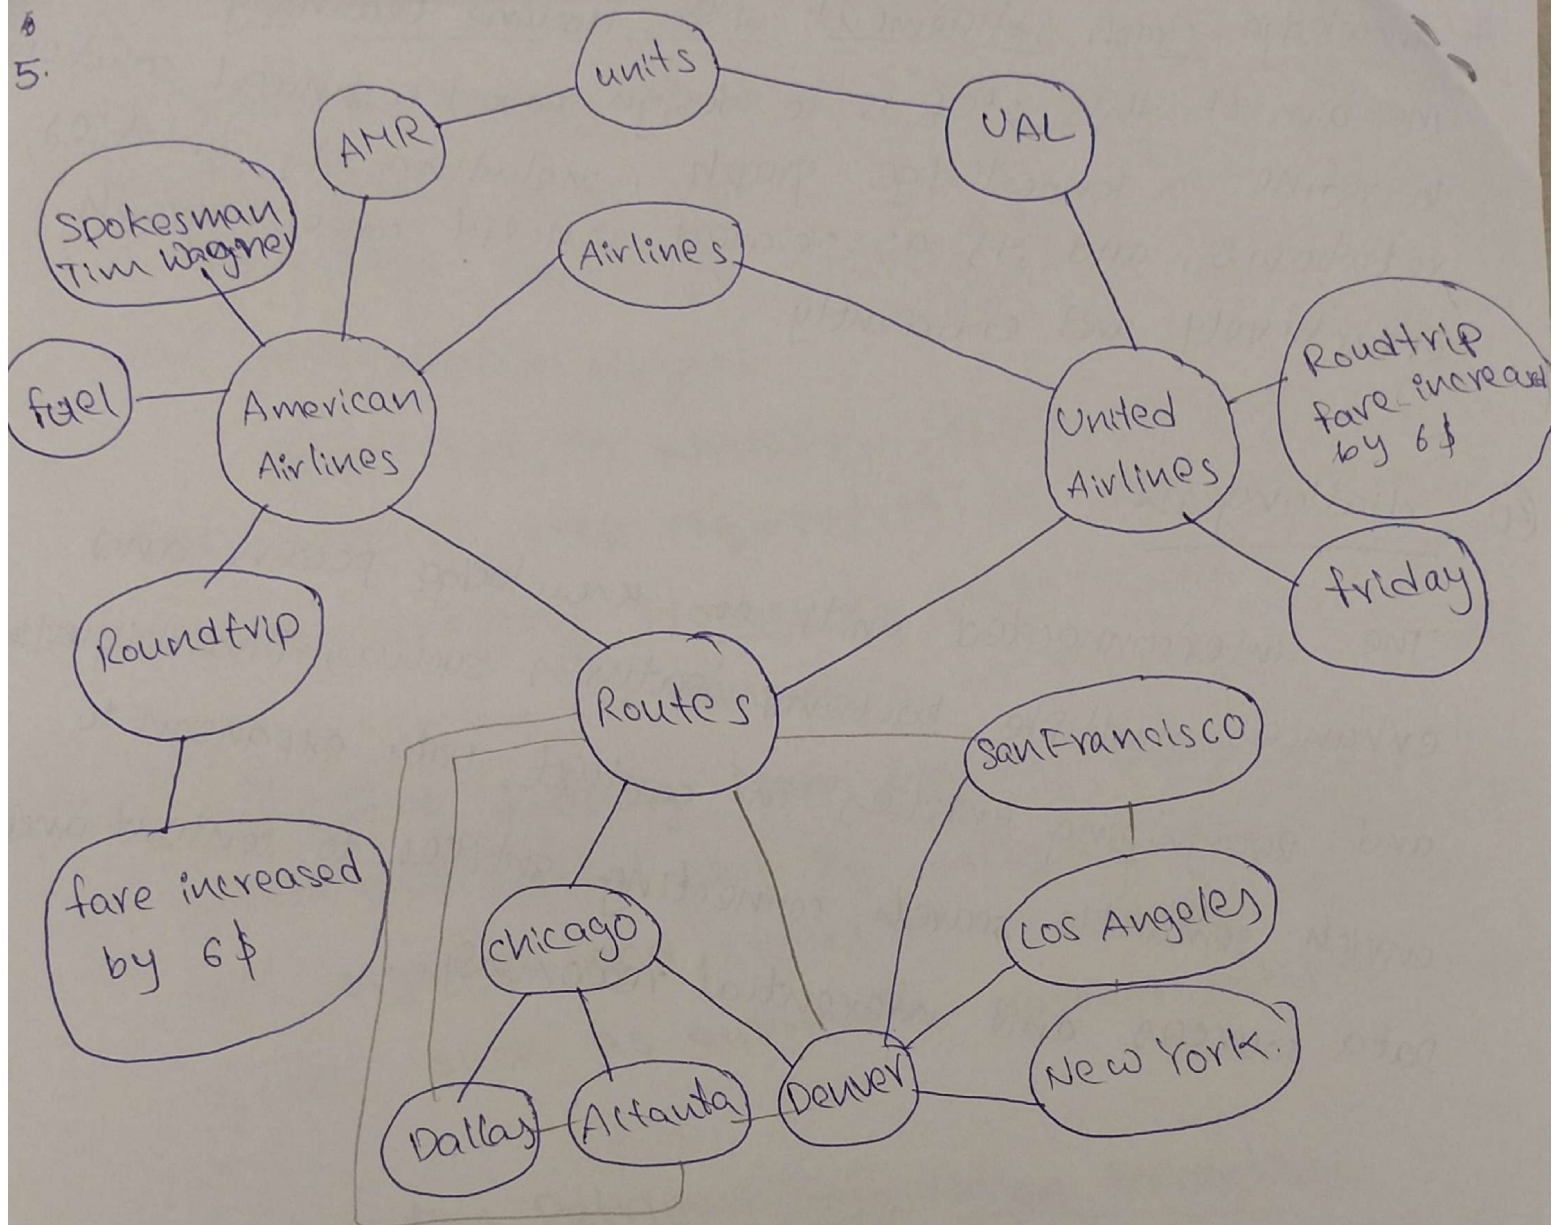 5.
units
AMR
UAL
Spokesman
Tim Wagner
Airlines
fuel
American
Airlines
United
Airlines
Roudtrip
fare increased
by 6$
friday
Roundtrip
Routes
SanFrancisco
fare increased
by 6$
chicago
Los Angeles
New York.
Dallas
Altanta
Denver